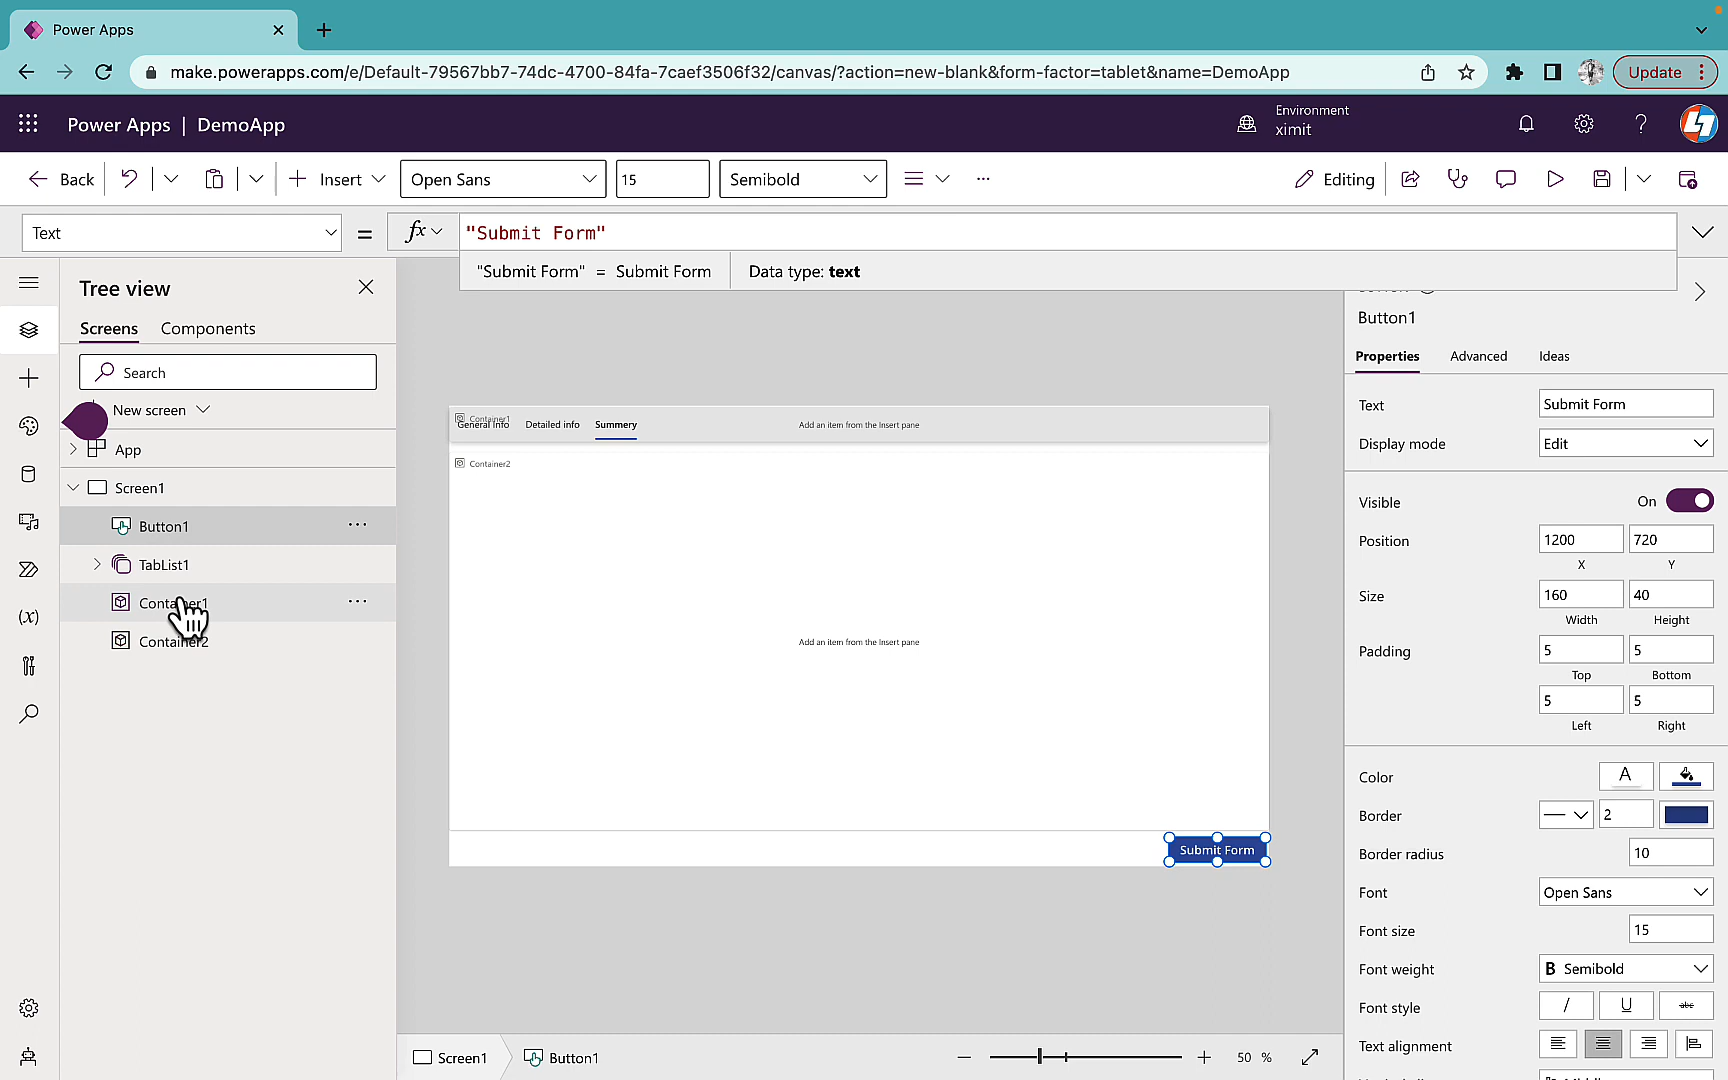 Power Apps
make.powerapps.com/e/Default-79567bb7-74dc-4700-84fa-7caef3506f32/canvas/?action=new-blank&form-factor=tablet&name=DemoApp
Update
Power Apps | DemoApp
Environment
ximit
Back
Insert
Open Sans
15
Semibold
Editing
Text
=
fx
"Submit Form"
"Submit Form" = Submit Form
Data type: text
Tree view
Screens
Components
Search
New screen
App
Screen1
Button1
TabList1
Container1
Container2
Container1
General Info
Detailed info
Summery
Add an item from the Insert pane
Container2
Add an item from the Insert pane
Submit Form
Button1
Properties
Advanced
Ideas
Text
Submit Form
Display mode
Edit
Visible
On
Position
1200
720
X
Y
Size
160
40
Width
Height
Padding
5
5
Top
Bottom
5
5
Left
Right
Color
A
Border
2
Border radius
10
Font
Open Sans
Font size
15
Font weight
B Semibold
Font style
/
U
abc
Text alignment
Screen1
Button1
50 %